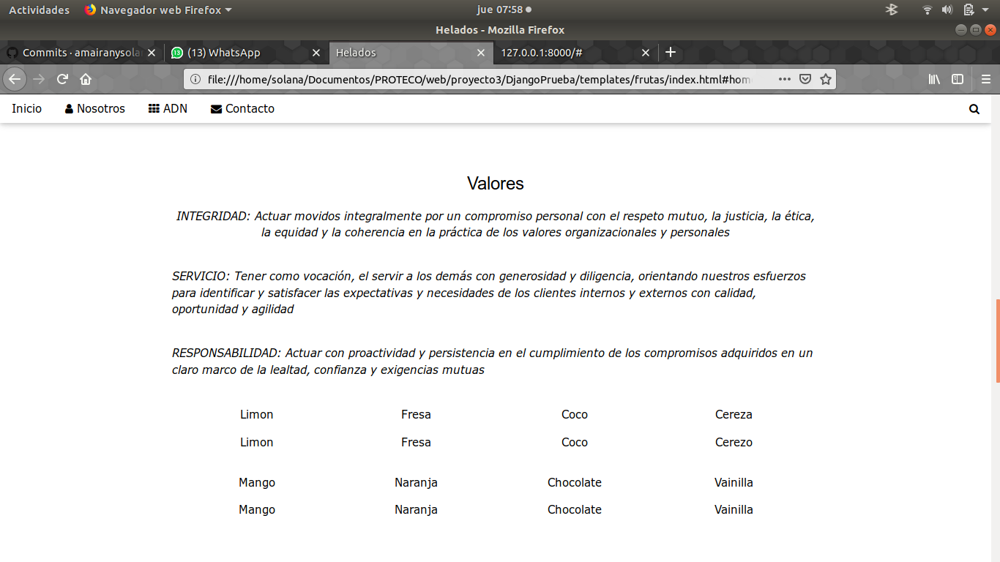 Actividades Navegador web Firefox jue 07:58
Helados - Mozilla Firefox
Commits · amairanysola (13) WhatsApp Helados 127.0.0.1:8000/#
file:///home/solana/Documentos/PROTECO/web/proyecto3/DjangoPrueba/templates/frutas/index.html#hom
Inicio Nosotros ADN Contacto
Valores
INTEGRIDAD: Actuar movidos integralmente por un compromiso personal con el respeto mutuo, la justicia, la ética,
la equidad y la coherencia en la práctica de los valores organizacionales y personales
SERVICIO: Tener como vocación, el servir a los demás con generosidad y diligencia, orientando nuestros esfuerzos
para identificar y satisfacer las expectativas y necesidades de los clientes internos y externos con calidad,
oportunidad y agilidad
RESPONSABILIDAD: Actuar con proactividad y persistencia en el cumplimiento de los compromisos adquiridos en un
claro marco de la lealtad, confianza y exigencias mutuas
Limon Fresa Coco Cereza
Limon Fresa Coco Cerezo
Mango Naranja Chocolate Vainilla
Mango Naranja Chocolate Vainilla